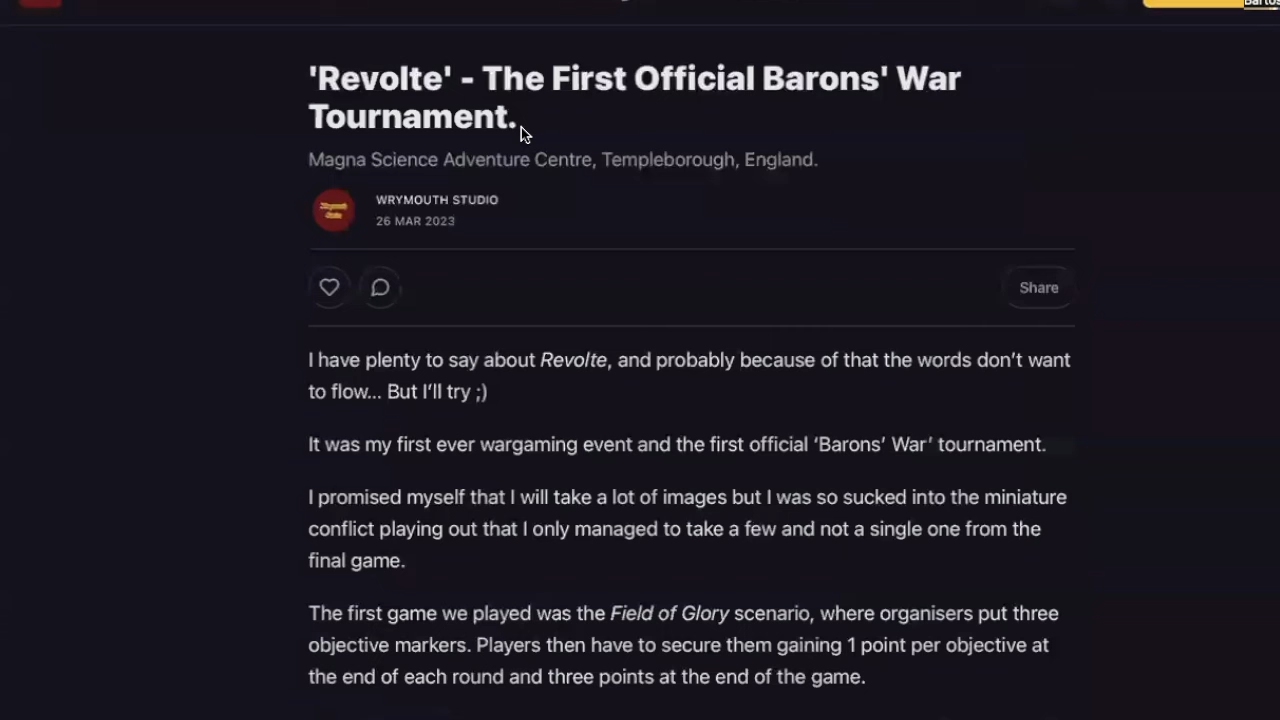 'Revolte' - The First Official Barons' War
Tournament.
Magna Science Adventure Centre, Templeborough, England.
WRYMOUTH STUDIO
26 MAR 2023
Share
I have plenty to say about Revolte, and probably because of that the words don’t want
to flow... But I’ll try ;)
It was my first ever wargaming event and the first official ‘Barons’ War’ tournament.
I promised myself that I will take a lot of images but I was so sucked into the miniature
conflict playing out that I only managed to take a few and not a single one from the
final game.
The first game we played was the Field of Glory scenario, where organisers put three
objective markers. Players then have to secure them gaining 1 point per objective at
the end of each round and three points at the end of the game.